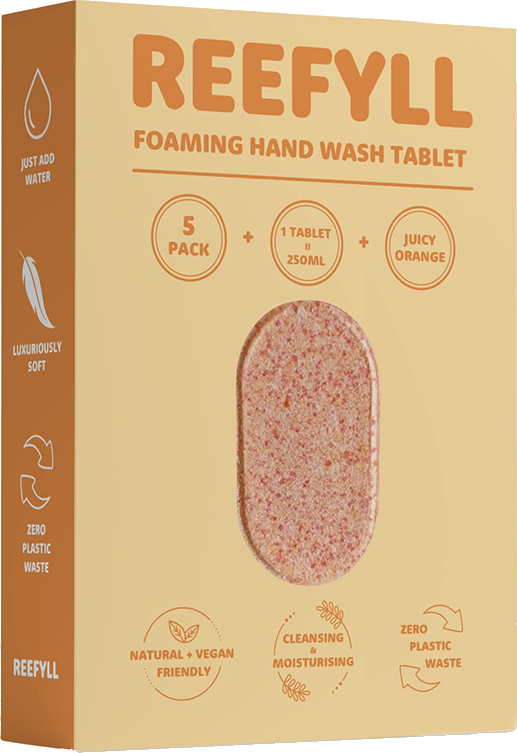 REEFYLL
FOAMING HAND WASH TABLET
5
PACK
+
1 TABLET
=
250ML
+
JUICY
ORANGE
NATURAL + VEGAN
FRIENDLY
CLEANSING
&
MOISTURISING
ZERO
PLASTIC
WASTE
JUST ADD
WATER
LUXURIOUSLY
SOFT
ZERO
PLASTIC
WASTE
REEFYLL